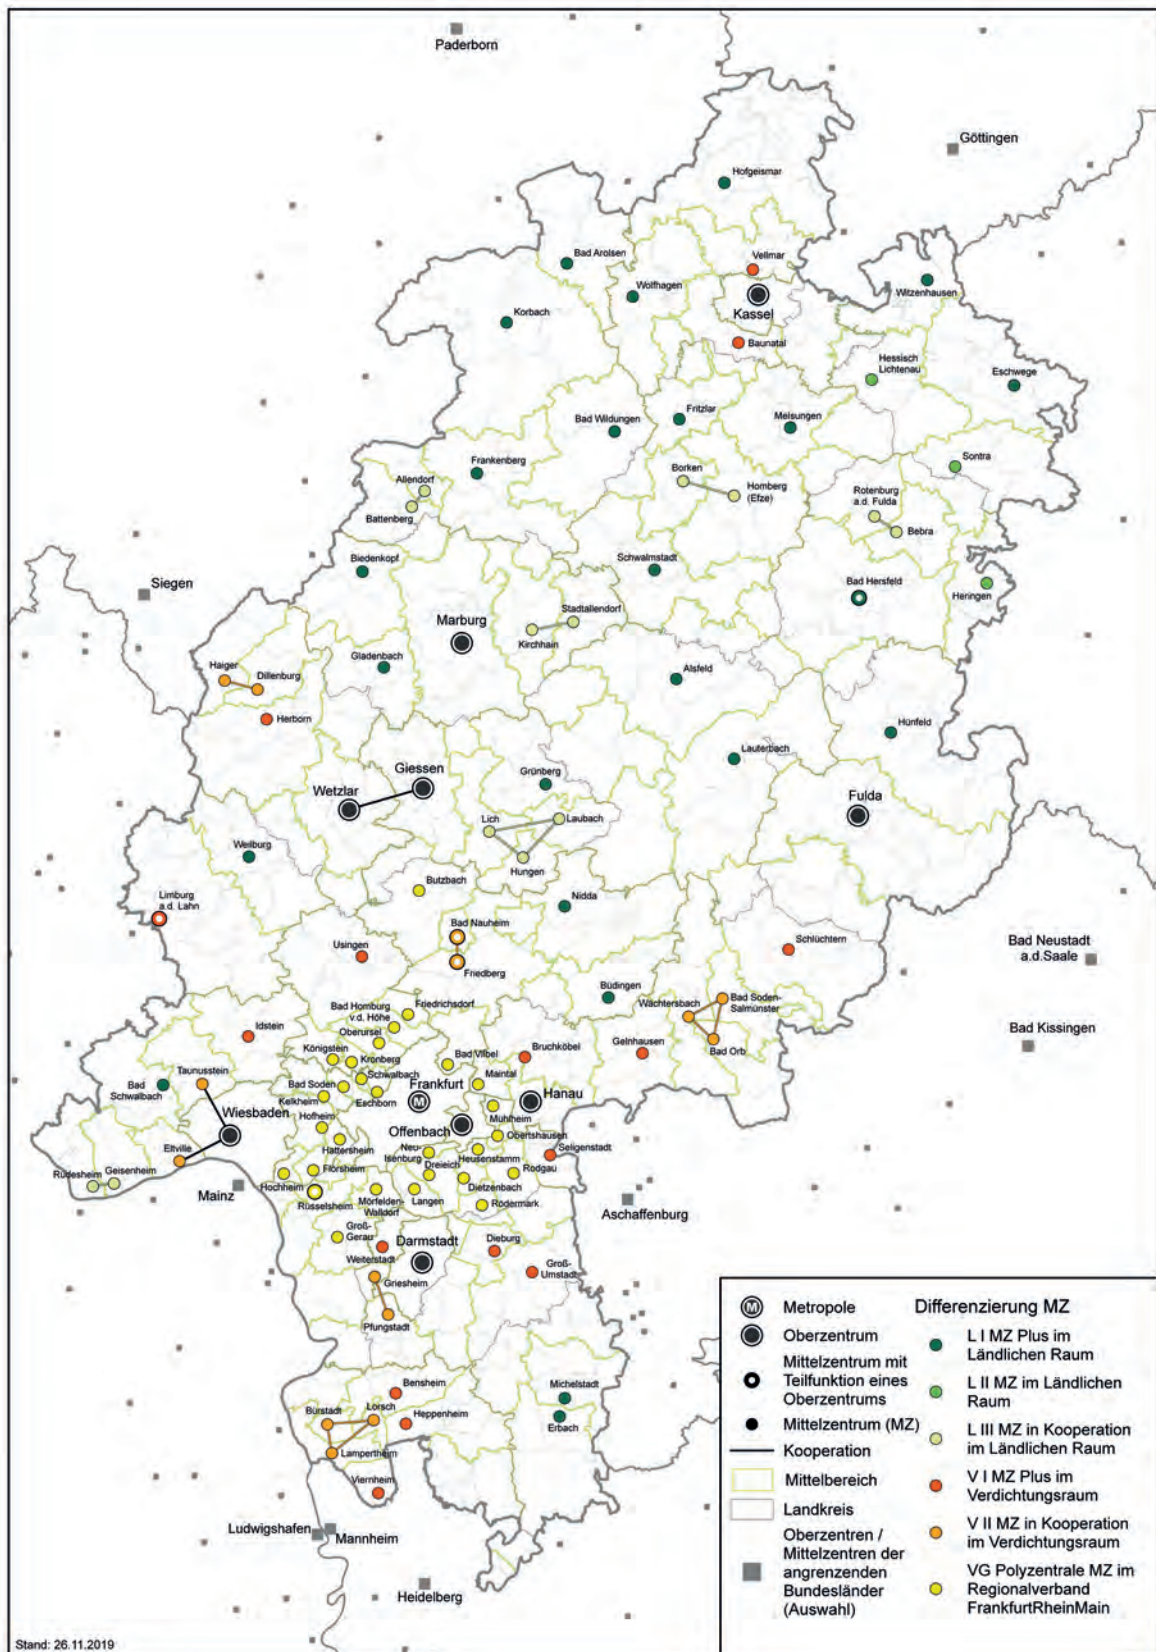 Paderborn
Göttingen
Hofgeismar
Vellmar
Bad Arolsen
Wolfhagen
Kassel
Witzenhausen
Korbach
Baunatal
Hessisch
Lichtenau
Eschwege
Bad Wildungen
Fritzlar
Melsungen
Frankenberg
Sontra
Allendorf
Borken
Homberg
(Efze)
Rotenburg
a.d. Fulda
Battenberg
Bebra
Biedenkopf
Schwalmstadt
Bad Hersfeld
Siegen
Heringen
Marburg
Stadtallendorf
Kirchhain
Haiger
Dillenburg
Gladenbach
Alsfeld
Herborn
Hünfeld
Lauterbach
Giessen
Grünberg
Wetzlar
Fulda
Lich
Laubach
Weilburg
Hungen
Butzbach
Limburg
a.d. Lahn
Nidda
Bad Nauheim
Usingen
Friedberg
Schlüchtern
Bad Neustadt
a.d.Saale
Büdingen
Wächtersbach
Bad Soden-
Salmünster
Bad Orb
Bad Kissingen
Friedrichsdorf
Bad Homburg
v.d. Höhe
Oberursel
Idstein
Königstein
Kronberg
Bad Vilbel
Bruchköbel
Gelnhausen
Taunusstein
Schwalbach
Maintal
Bad
Schwalbach
Bad Soden
Frankfurt
M
Hanau
Kelkheim
Eschborn
Wiesbaden
Hofheim
Mühlheim
Offenbach
Obertshausen
Hattersheim
Neu-
Isenburg
Heusenstamm
Seligenstadt
Eltville
Rüdesheim
Geisenheim
Flörsheim
Dreieich
Rodgau
Mainz
Hochheim
Rüsselsheim
Mörfelden-
Walldorf
Langen
Dietzenbach
Rödermark
Aschaffenburg
Groß-
Gerau
Weiterstadt
Darmstadt
Dieburg
Groß-
Umstadt
Griesheim
Pfungstadt
Bensheim
Michelstadt
Bürstadt
Lorsch
Heppenheim
Erbach
Lampertheim
Viernheim
Ludwigshafen
Mannheim
Heidelberg
M
Metropole
Oberzentrum
Mittelzentrum mit
Teilfunktion eines
Oberzentrums
Mittelzentrum (MZ)
Kooperation
Mittelbereich
Landkreis
Oberzentren /
Mittelzentren der
angrenzenden
Bundesländer
(Auswahl)
Differenzierung MZ
L I MZ Plus im
Ländlichen Raum
L II MZ im Ländlichen
Raum
L III MZ in Kooperation
im Ländlichen Raum
V I MZ Plus im
Verdichtungsraum
V II MZ in Kooperation
im Verdichtungsraum
VG Polyzentrale MZ im
Regionalverband
FrankfurtRheinMain
Stand: 26.11.2019